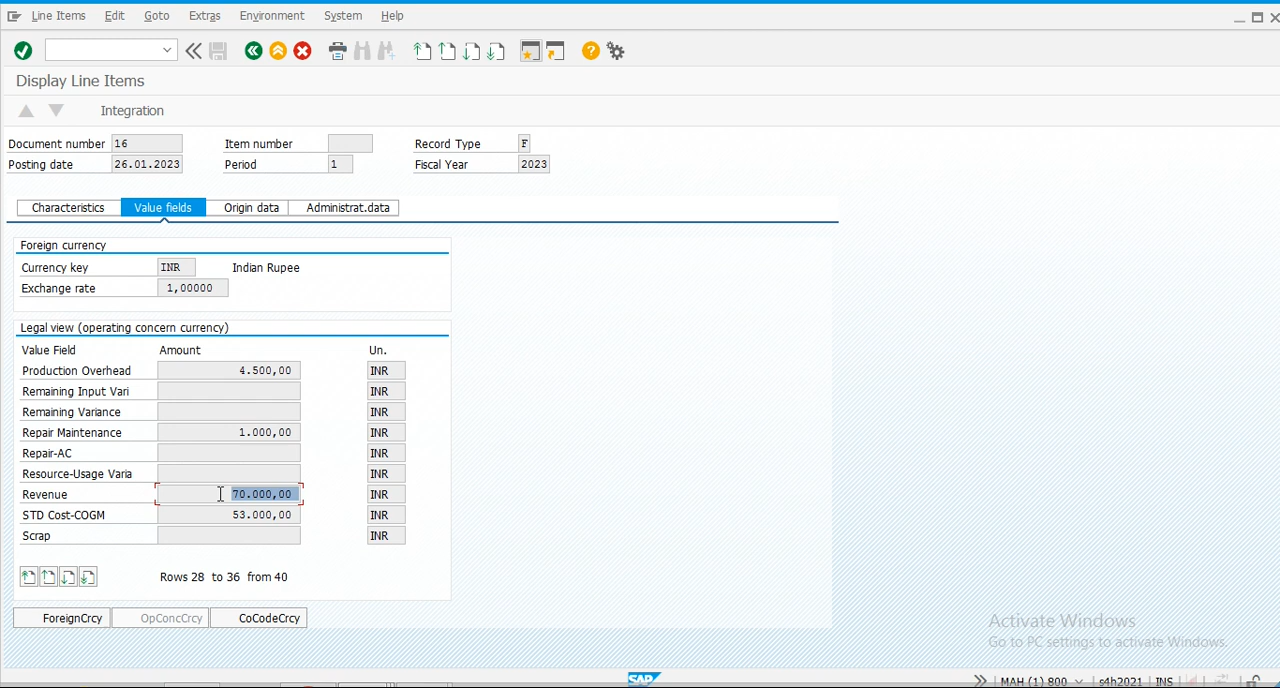 Line Items Edit Goto Extras Environment System Help
Display Line Items
Integration
Document number 16 Item number Record Type F
Posting date 26.01.2023 Period 1 Fiscal Year 2023
Characteristics Value fields Origin data Administrat.data
Foreign currency
Currency key INR Indian Rupee
Exchange rate 1,00000
Legal view (operating concern currency)
Value Field Amount Un.
Production Overhead 4.500,00 INR
Remaining Input Vari INR
Remaining Variance INR
Repair Maintenance 1.000,00 INR
Repair-AC INR
Resource-Usage Varia INR
Revenue 70.000,00 INR
STD Cost-COGM 53.000,00 INR
Scrap INR
Rows 28 to 36 from 40
ForeignCrcy OpConcCrcy CoCodeCrcy
Activate Windows
Go to PC settings to activate Windows.
SAP MAH (1) 800 s4h2021 INS